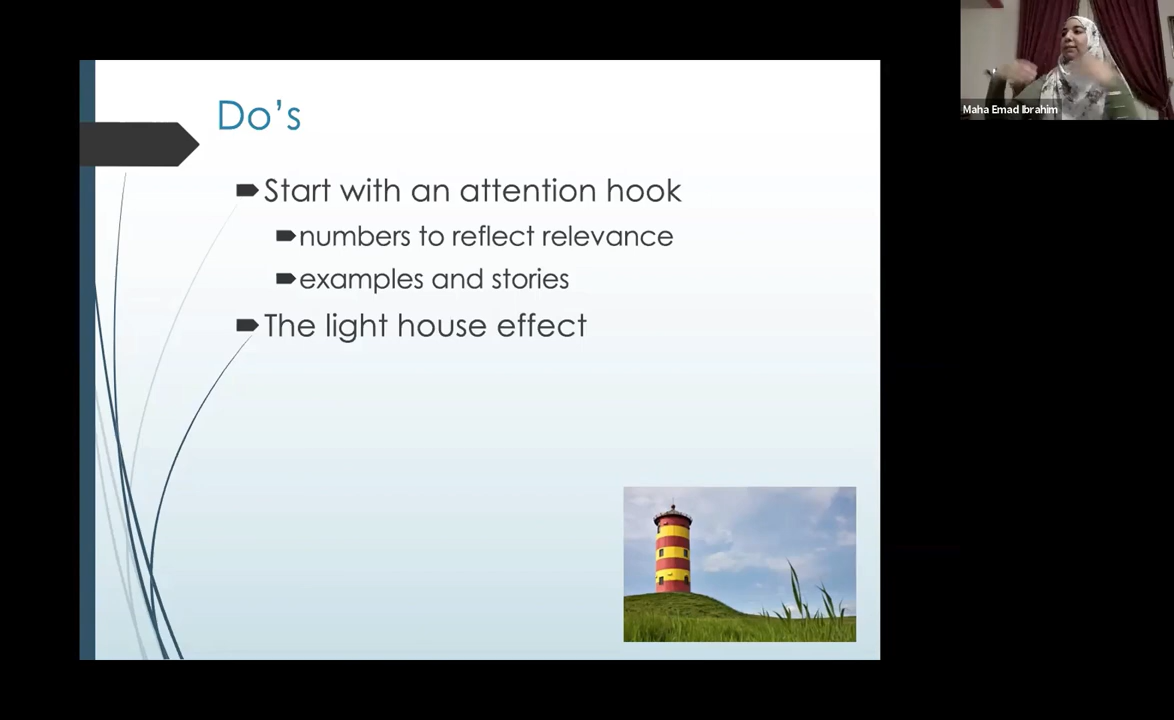 Do’s
Start with an attention hook
numbers to reflect relevance
examples and stories
The light house effect
Maha Emad Ibrahim